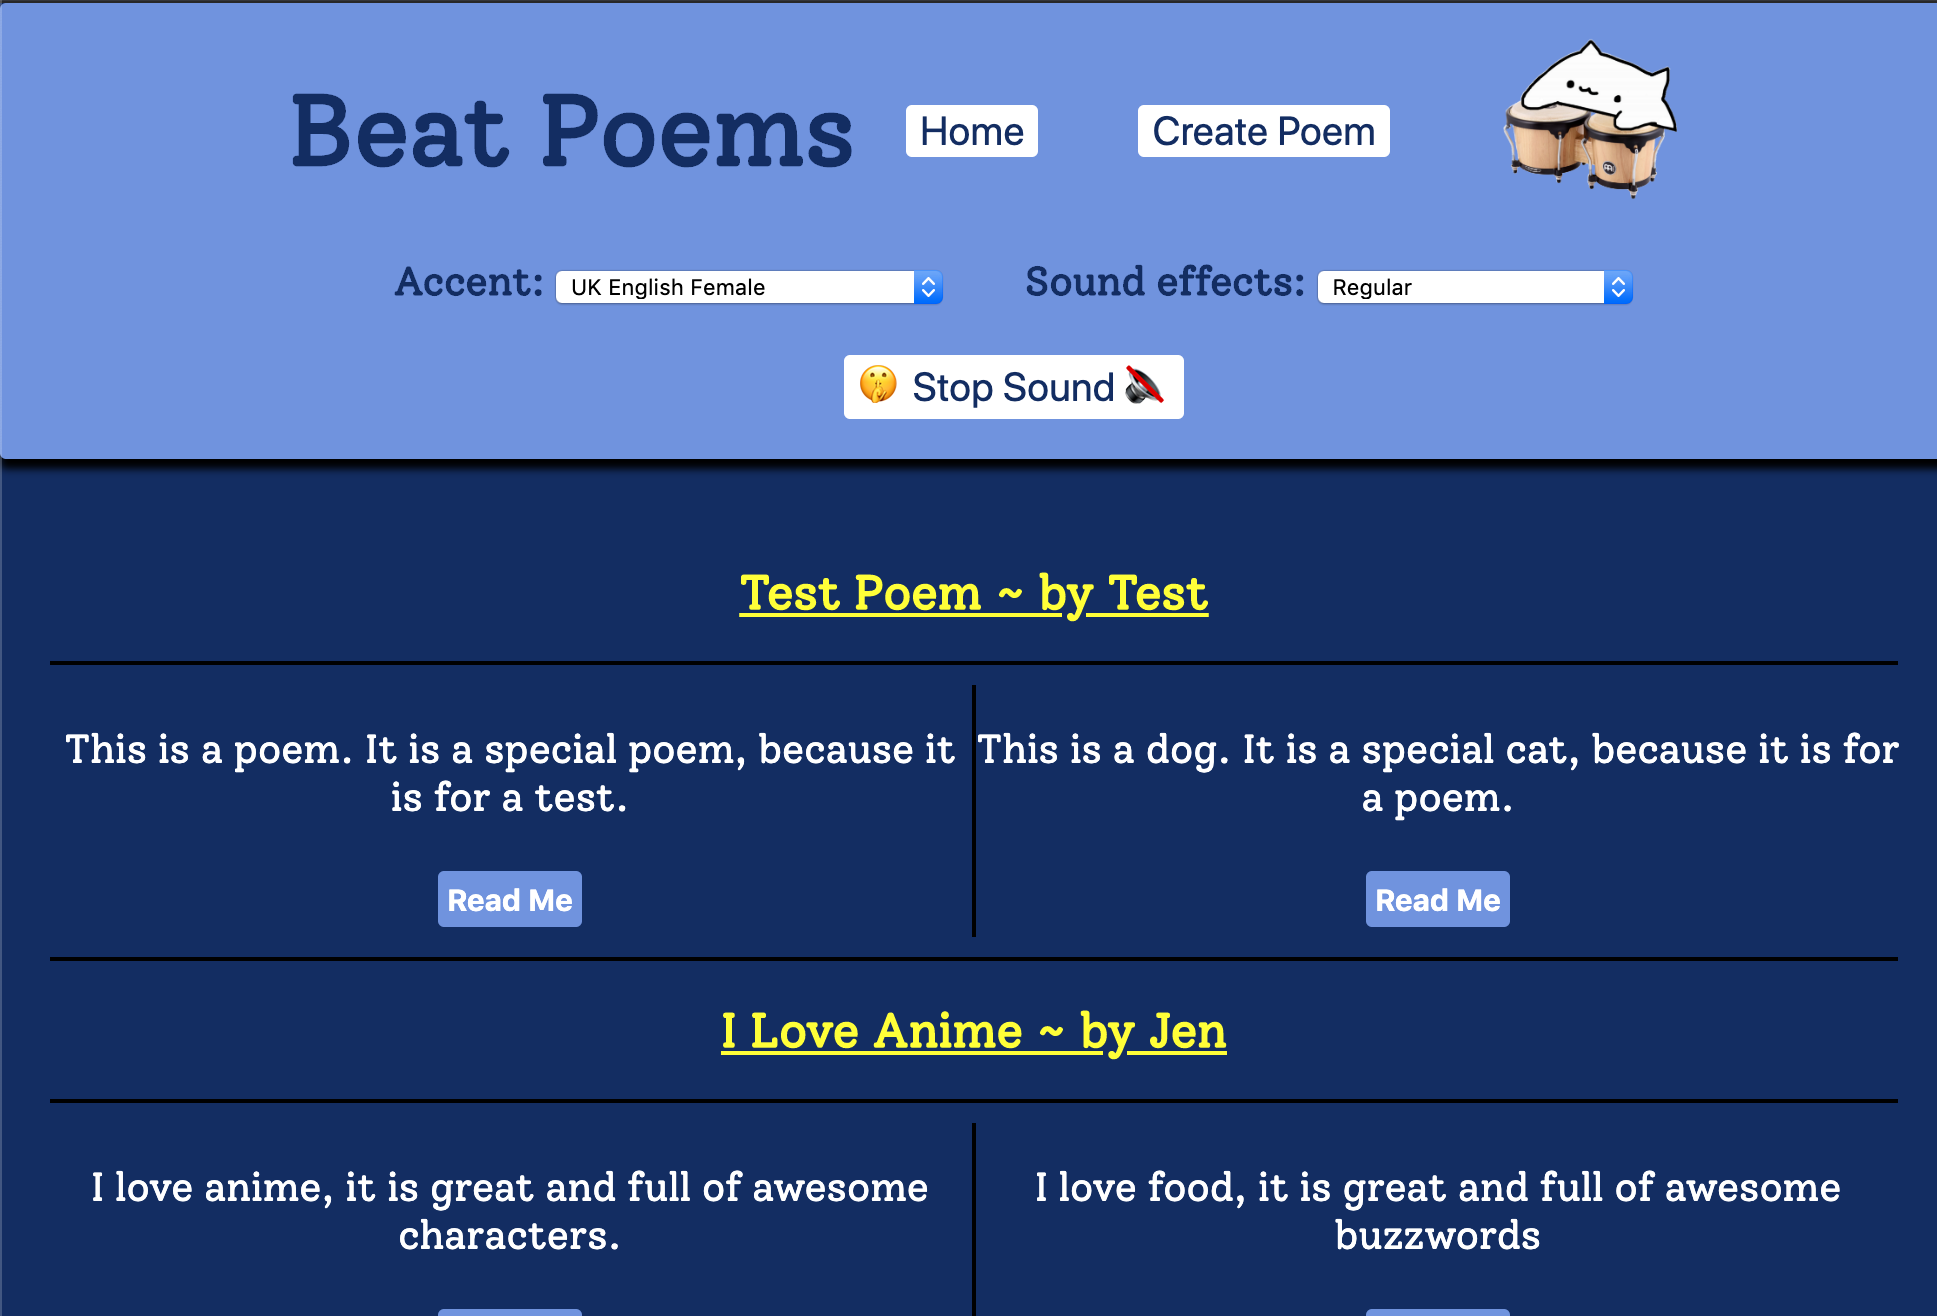 Beat Poems
Home
Create Poem
Accent: UK English Female
Sound effects: Regular
🤫 Stop Sound 🔇
Test Poem ~ by Test
This is a poem. It is a special poem, because it
is for a test.
Read Me
This is a dog. It is a special cat, because it is for
a poem.
Read Me
I Love Anime ~ by Jen
I love anime, it is great and full of awesome
characters.
I love food, it is great and full of awesome
buzzwords